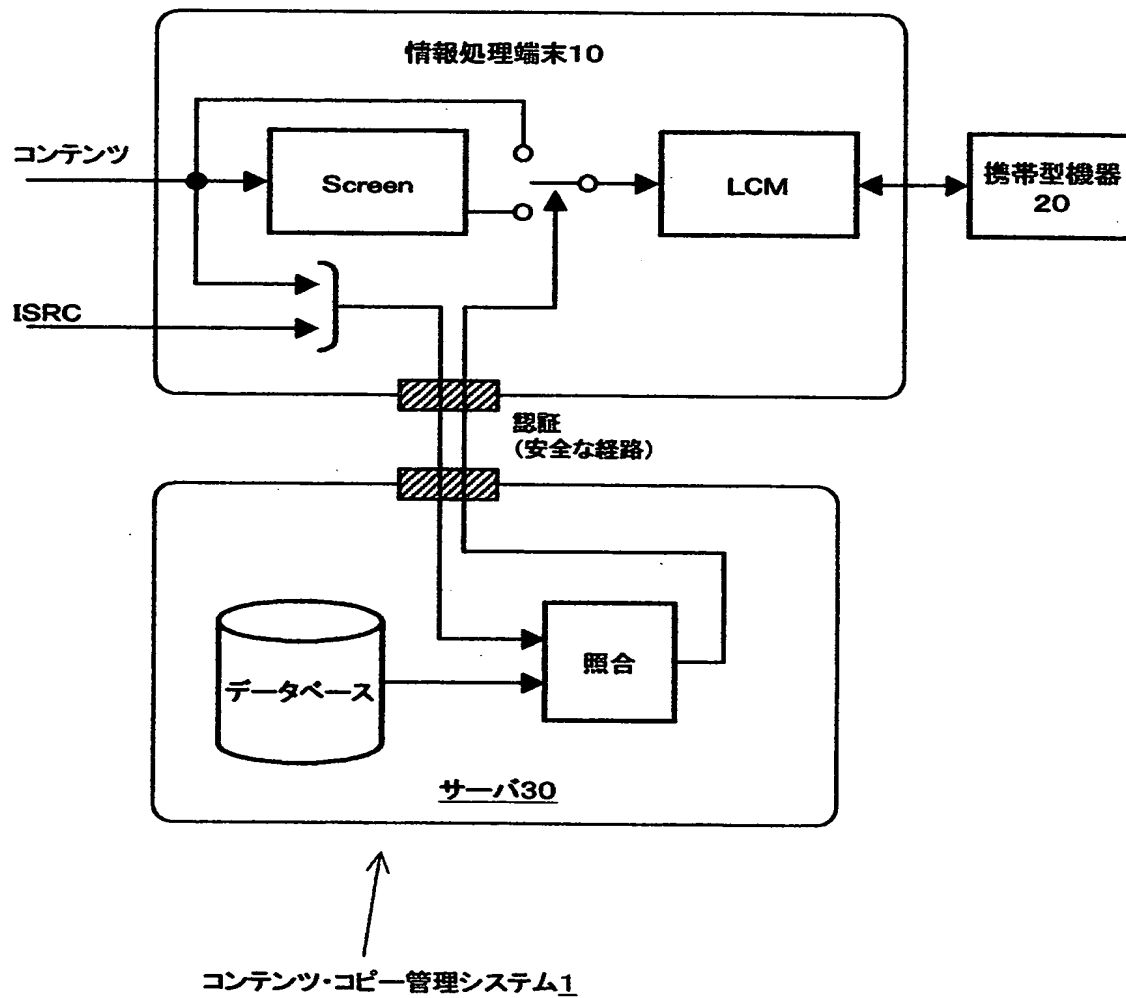 情報処理端末10
コンテンツ
Screen
LCM
携帯型機器
20
ISRC
認証
(安全な経路)
照合
データベース
サーバ30
コンテンツ・コピー管理システム1